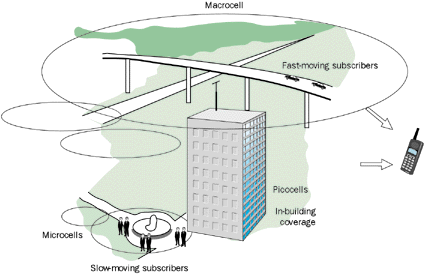 Macrocell
Fast-moving subscribers
Picocells
In-building
coverage
Microcells
Slow-moving subscribers